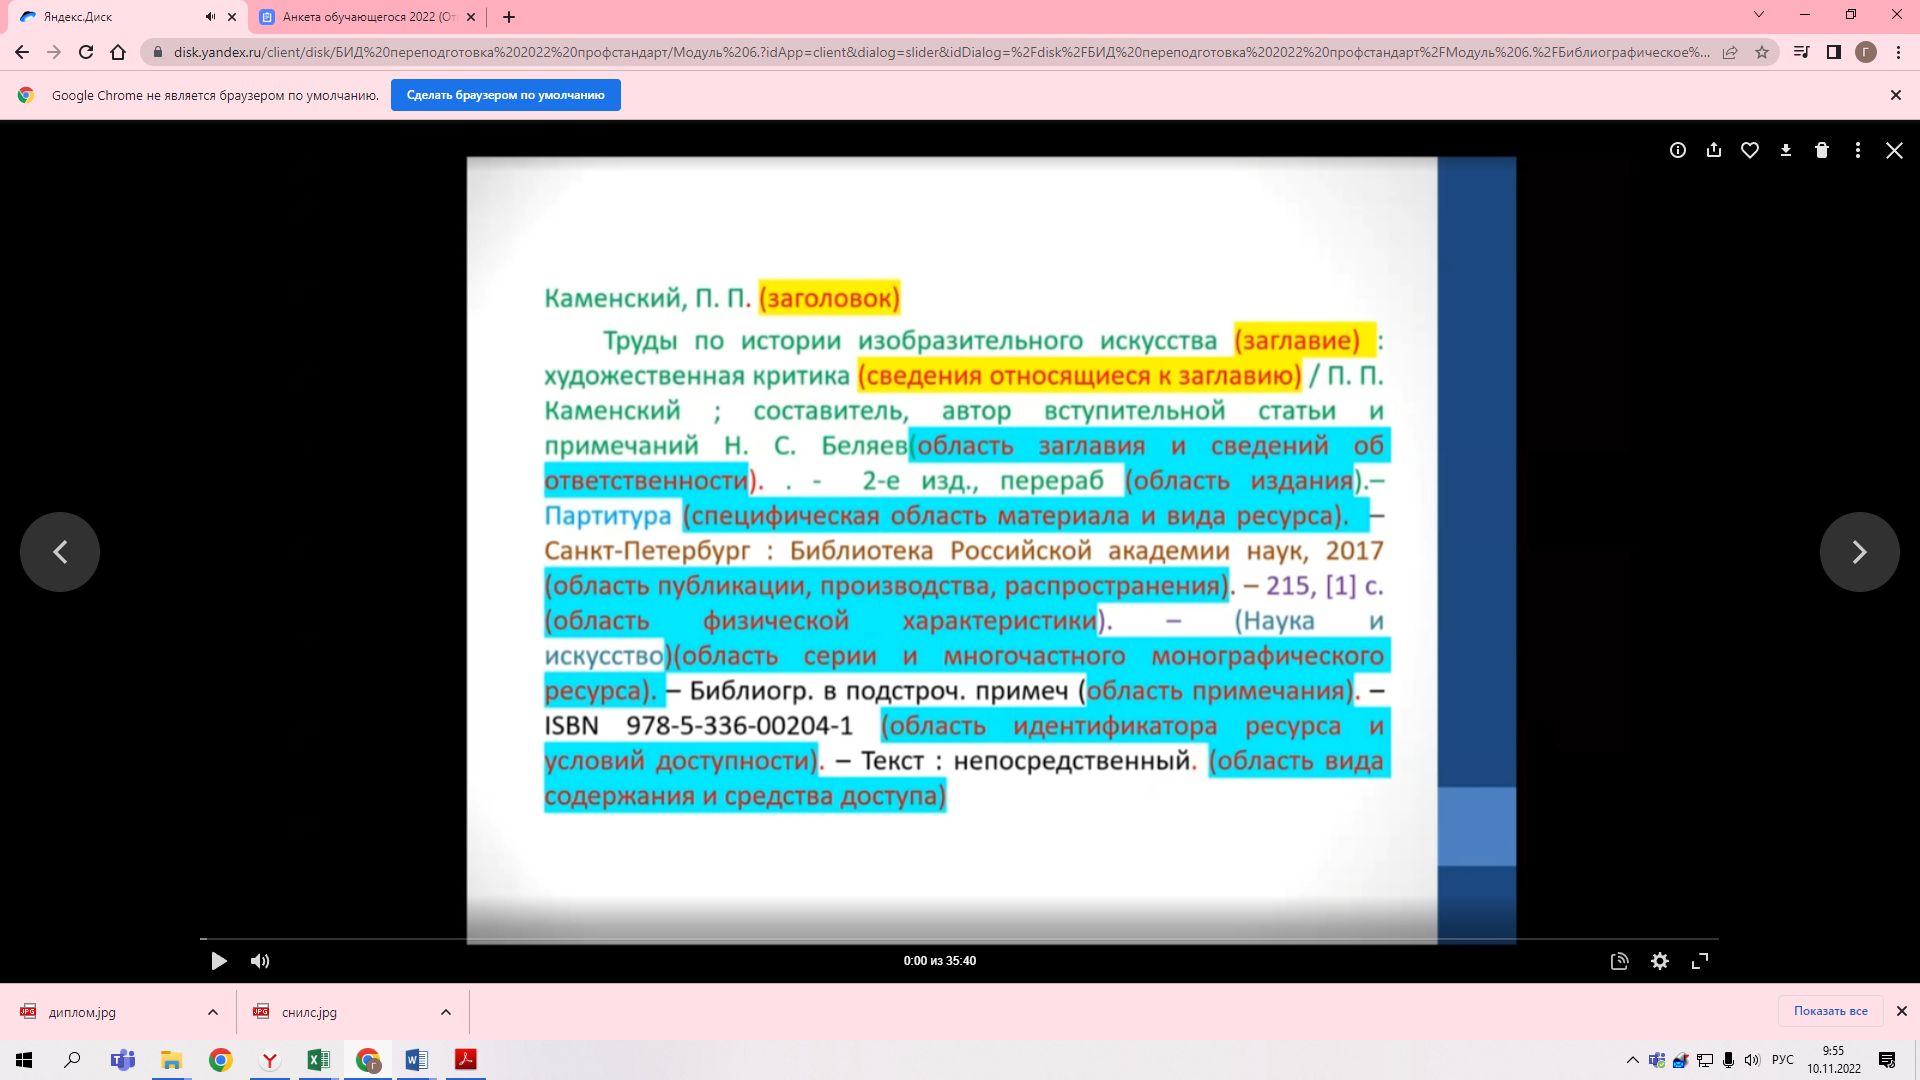 Яндекс.Диск
Анкета обучающегося 2022 (От
disk.yandex.ru/client/disk/БИД%20переподготовка%202022%20профстандарт/Модуль%206.?idApp=client&dialog=slider&idDialog=%2Fdisk%2FБИД%20переподготовка%202022%20профстандарт%2FМодуль%206.%2FБиблиографическое%...
Г
Google Chrome не является браузером по умолчанию.
Сделать браузером по умолчанию
Каменский, П. П. (заголовок)
Труды по истории изобразительного искусства (заглавие) :
художественная критика (сведения относящиеся к заглавию) / П. П.
Каменский ; составитель, автор вступительной статьи и
примечаний Н. С. Беляев(область заглавия и сведений об
ответственности). . - 2-е изд., перераб (область издания).–
Партитура (специфическая область материала и вида ресурса). –
Санкт-Петербург : Библиотека Российской академии наук, 2017
(область публикации, производства, распространения). – 215, [1] с.
(область физической характеристики). – (Наука и
искусство)(область серии и многочастного монографического
ресурса). – Библиогр. в подстроч. примеч (область примечания). –
ISBN 978-5-336-00204-1 (область идентификатора ресурса и
условий доступности). – Текст : непосредственный. (область вида
содержания и средства доступа)
0:00 из 35:40
диплом.jpg
снилс.jpg
Показать все
РУС
9:55
10.11.2022